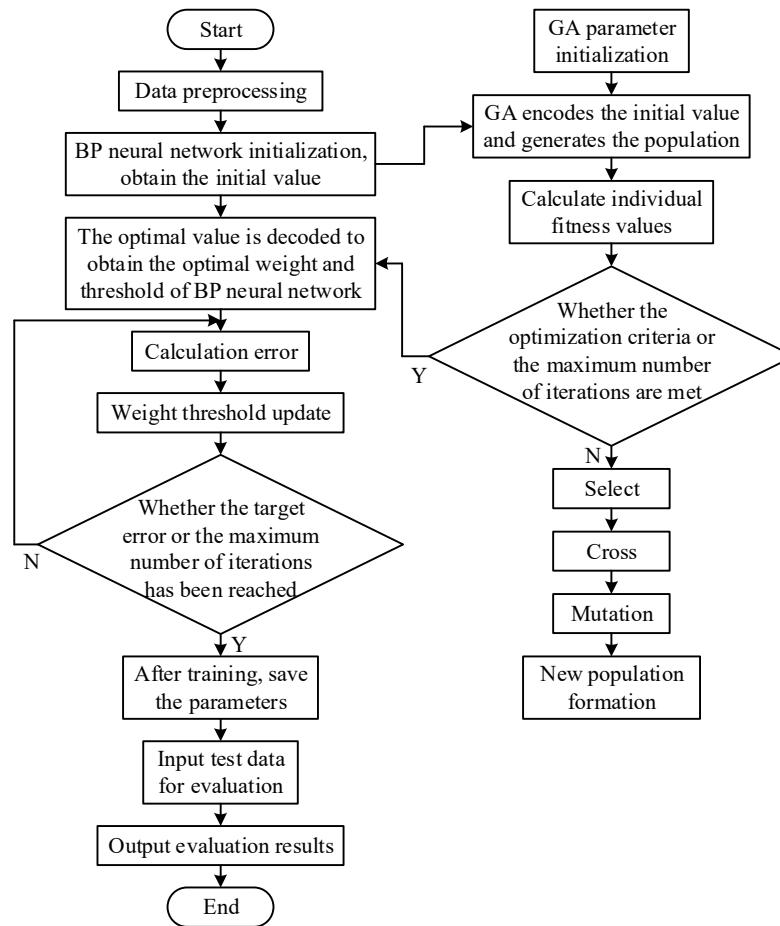 Start
Data preprocessing
BP neural network initialization,
obtain the initial value
The optimal value is decoded to
obtain the optimal weight and
threshold of BP neural network
Calculation error
Weight threshold update
Whether the target
error or the maximum
number of iterations
has been reached
N
Y
After training, save
the parameters
Input test data
for evaluation
Output evaluation results
End
GA parameter
initialization
GA encodes the initial value
and generates the population
Calculate individual
fitness values
Whether the
optimization criteria or
the maximum number
of iterations are met
Y
N
Select
Cross
Mutation
New population
formation